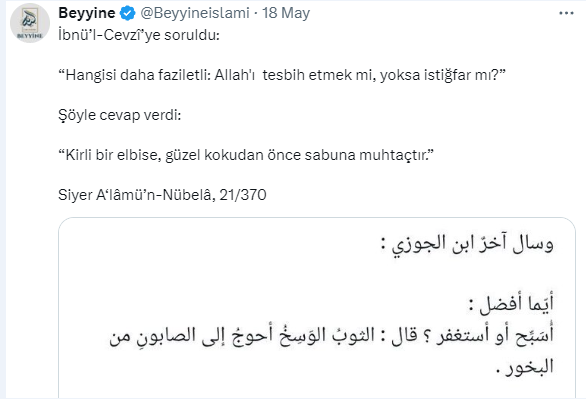 Beyyine @Beyyineislami · 18 May
BEYYİNE
İbnü’l-Cevzî’ye soruldu:
“Hangisi daha faziletli: Allah'ı  tesbih etmek mi, yoksa istiğfar mı?”
Şöyle cevap verdi:
“Kirli bir elbise, güzel kokudan önce sabuna muhtaçtır.”
Siyer A‘lâmü’n-Nübelâ, 21/370
وسال آخرٌ ابن الجوزي :
أيّما أفضل :
أُسَبِّح أو أستغفر ؟ قال : الثوبُ الوَسِخُ أحوجُ إلى الصابونِ من
البخور .